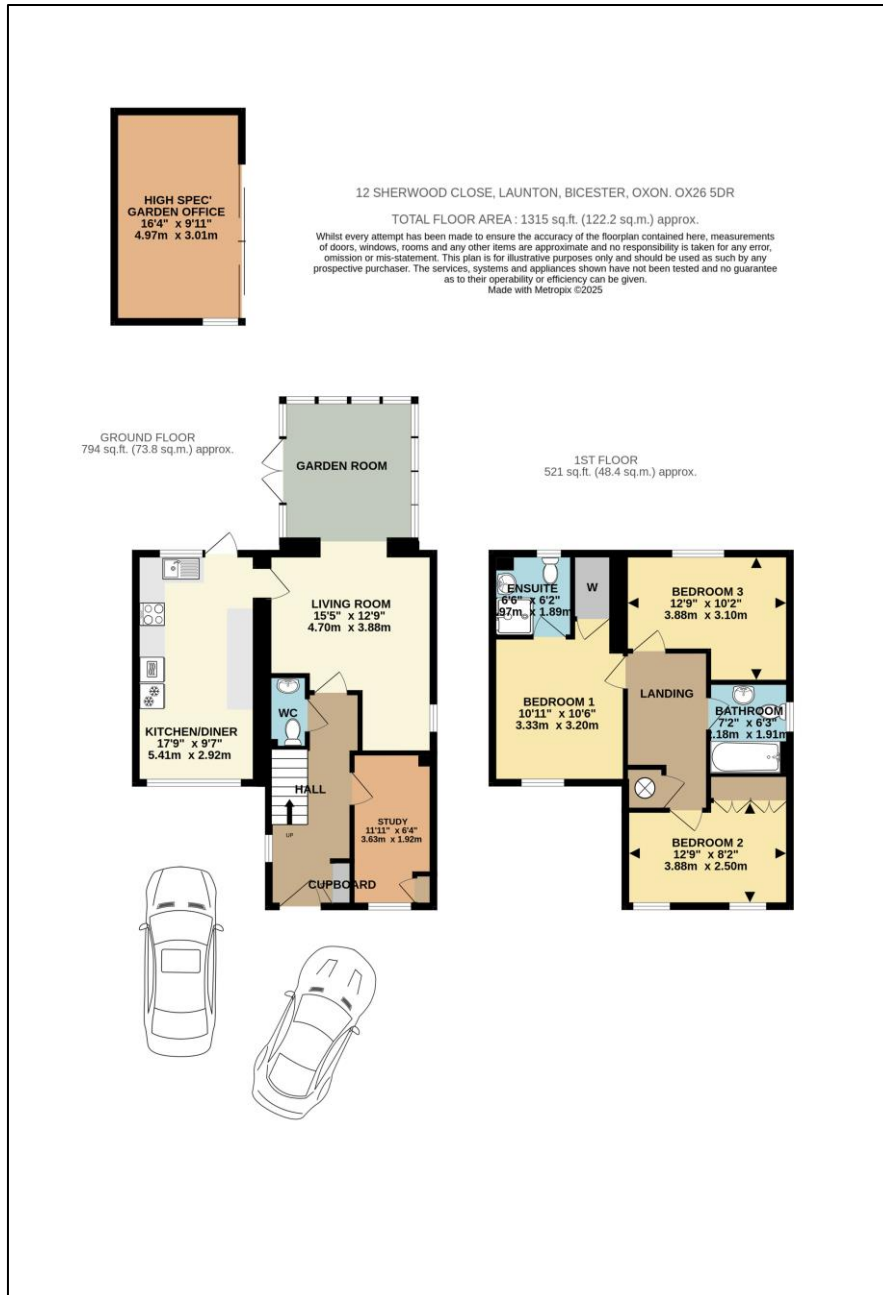 HIGH SPEC'
GARDEN OFFICE
16'4" x 9'11"
4.97m x 3.01m
12 SHERWOOD CLOSE, LAUNTON, BICESTER, OXON. OX26 5DR
TOTAL FLOOR AREA : 1315 sq.ft. (122.2 sq.m.) approx.
Whilst every attempt has been made to ensure the accuracy of the floorplan contained here, measurements
of doors, windows, rooms and any other items are approximate and no responsibility is taken for any error,
omission or mis-statement. This plan is for illustrative purposes only and should be used as such by any
prospective purchaser. The services, systems and appliances shown have not been tested and no guarantee
as to their operability or efficiency can be given.
Made with Metropix ©2025
GROUND FLOOR
794 sq.ft. (73.8 sq.m.) approx.
GARDEN ROOM
LIVING ROOM
15'5" x 12'9"
4.70m x 3.88m
WC
KITCHEN/DINER
17'9" x 9'7"
5.41m x 2.92m
HALL
UP
STUDY
11'11" x 6'4"
3.63m x 1.92m
CUPBOARD
1ST FLOOR
521 sq.ft. (48.4 sq.m.) approx.
ENSUITE
6'6" x 6'2"
.97m x 1.89m
W
BEDROOM 3
12'9" x 10'2"
3.88m x 3.10m
BEDROOM 1
10'11" x 10'6"
3.33m x 3.20m
LANDING
BATHROOM
7'2" x 6'3"
2.18m x 1.91m
BEDROOM 2
12'9" x 8'2"
3.88m x 2.50m